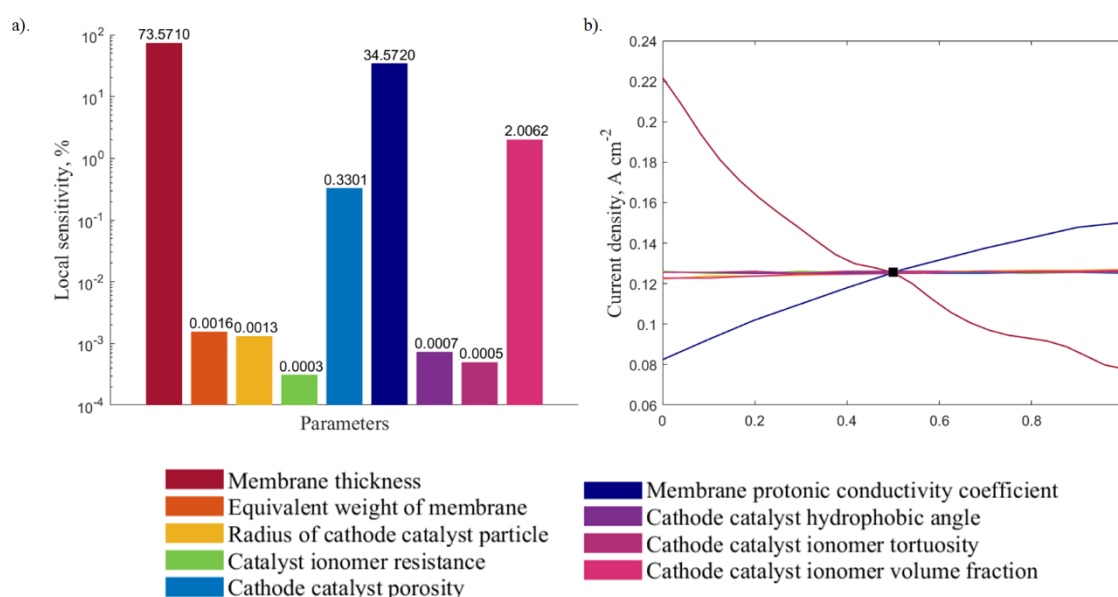 a).
Local sensitivity, %
10^2
10^1
10^0
10^-1
10^-2
10^-3
10^-4
73.5710
0.0016
0.0013
0.0003
0.3301
34.5720
0.0007
0.0005
2.0062
Parameters
b).
Current density, A cm^-2
0.24
0.22
0.2
0.18
0.16
0.14
0.12
0.1
0.08
0.06
0
0.2
0.4
0.6
0.8
Membrane thickness
Equivalent weight of membrane
Radius of cathode catalyst particle
Catalyst ionomer resistance
Cathode catalyst porosity
Membrane protonic conductivity coefficient
Cathode catalyst hydrophobic angle
Cathode catalyst ionomer tortuosity
Cathode catalyst ionomer volume fraction